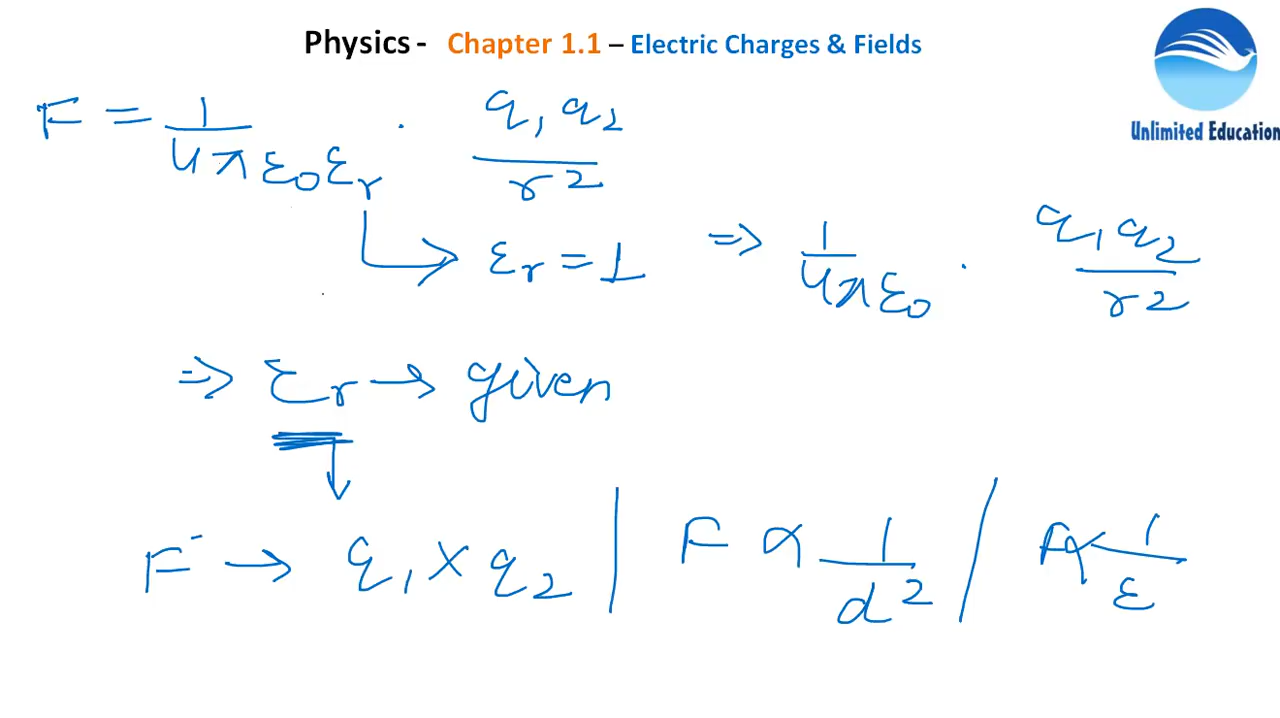 Physics - Chapter 1.1 – Electric Charges & Fields
Unlimited Education
F = 1/4πε₀εᵣ · q₁q₂/r²
εᵣ = 1 ⇒ 1/4πε₀ · q₁q₂/r²
⇒ εᵣ → given
F → q₁ × q₂ | F ∝ 1/d² / F ∝ 1/ε